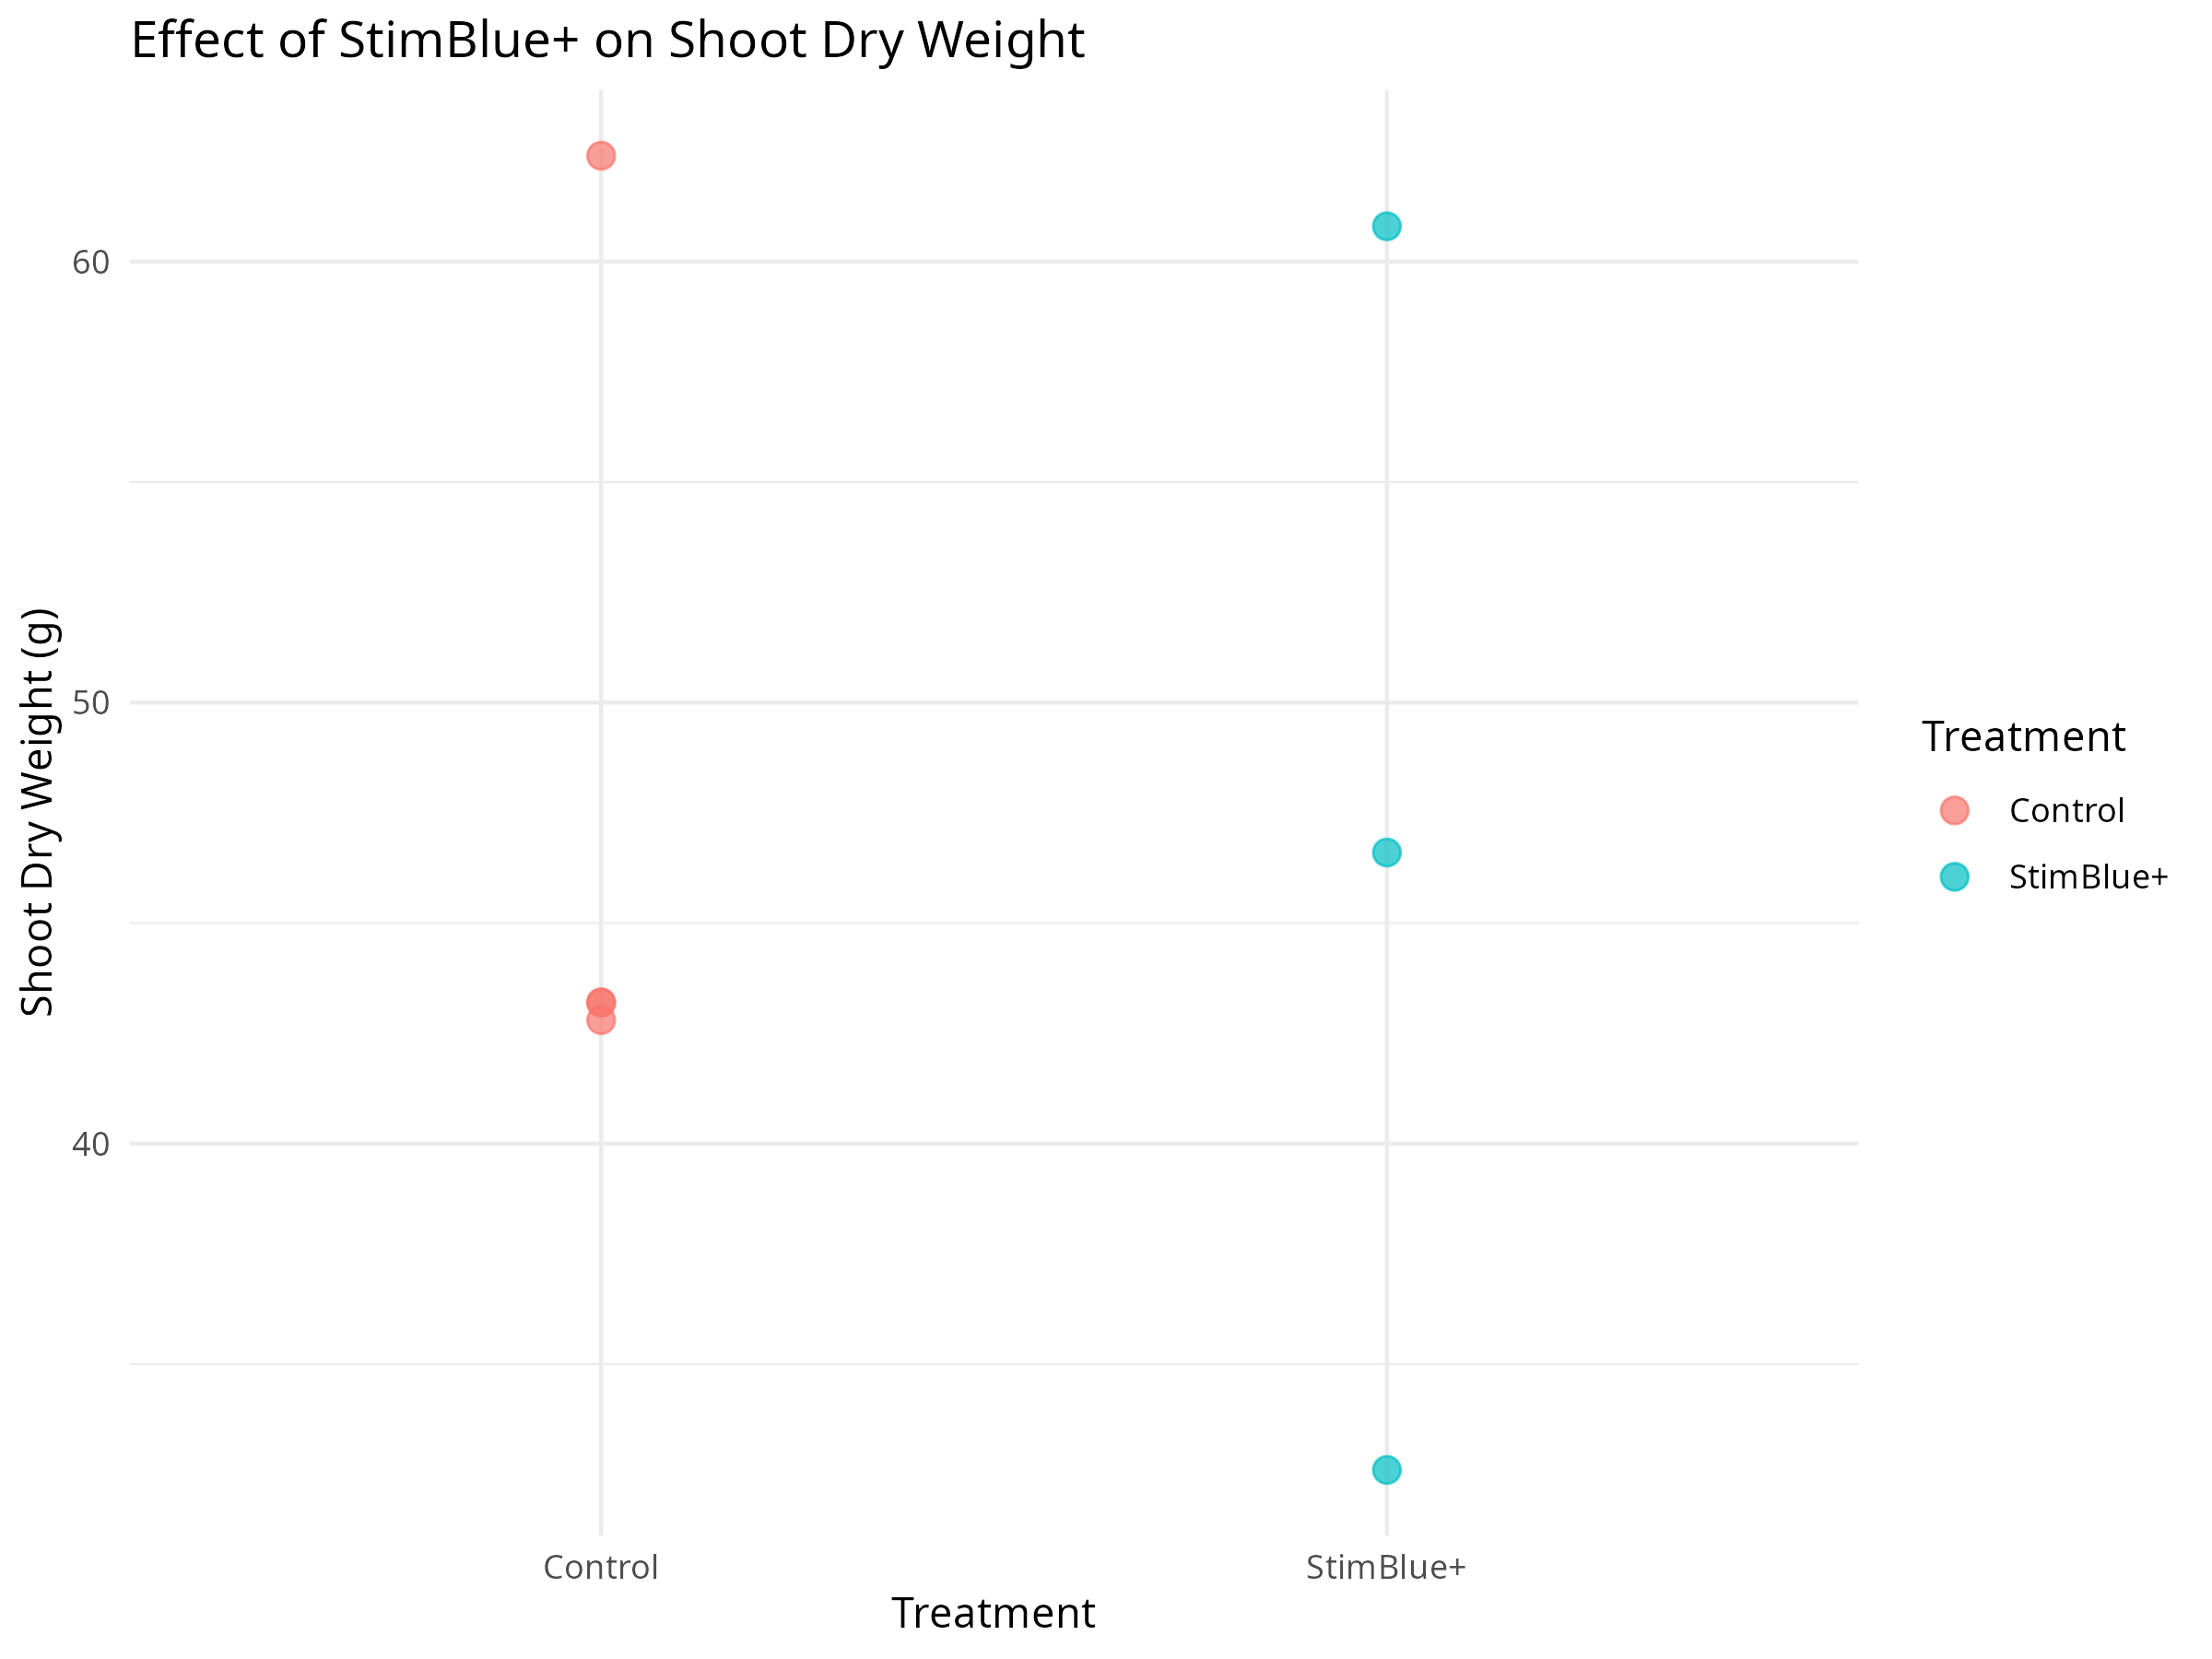 Effect of StimBlue+ on Shoot Dry Weight
Shoot Dry Weight (g)
60
50
40
Control
StimBlue+
Treatment
Treatment
Control
StimBlue+